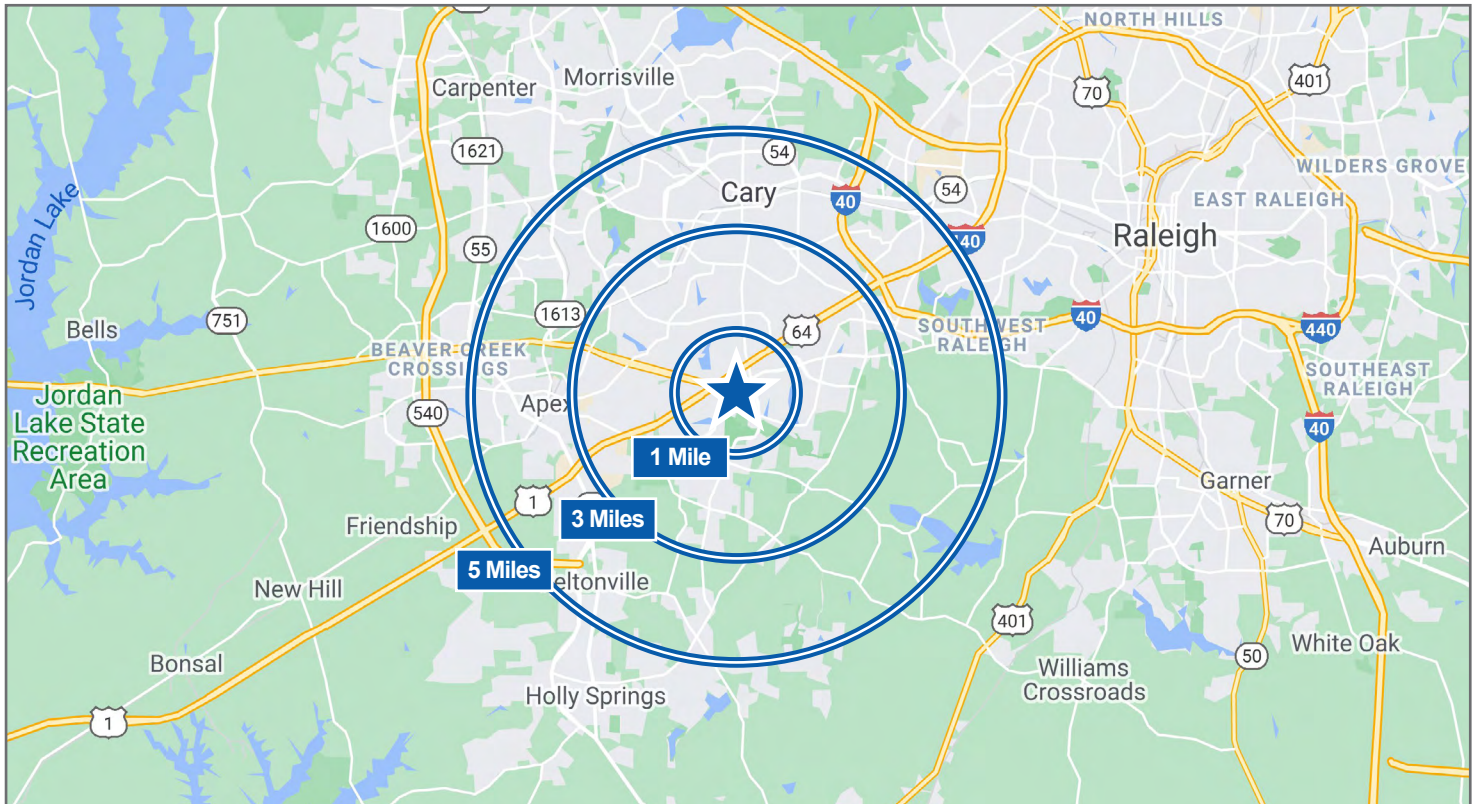 NORTH HILLS
Morrisville
Carpenter
401
70
1621
54
WILDERS GROVE
Cary
54
40
EAST RALEIGH
Jordan Lake
1600
55
Raleigh
440
751
1613
40
Bells
64
SOUTHWEST
RALEIGH
440
BEAVER CREEK
CROSSINGS
SOUTHEAST
RALEIGH
Jordan
Lake State
Recreation
Area
540
Apex
40
1 Mile
Garner
1
3 Miles
70
Friendship
Auburn
5 Miles
eltonville
New Hill
401
White Oak
50
Bonsal
Williams
Crossroads
Holly Springs
1